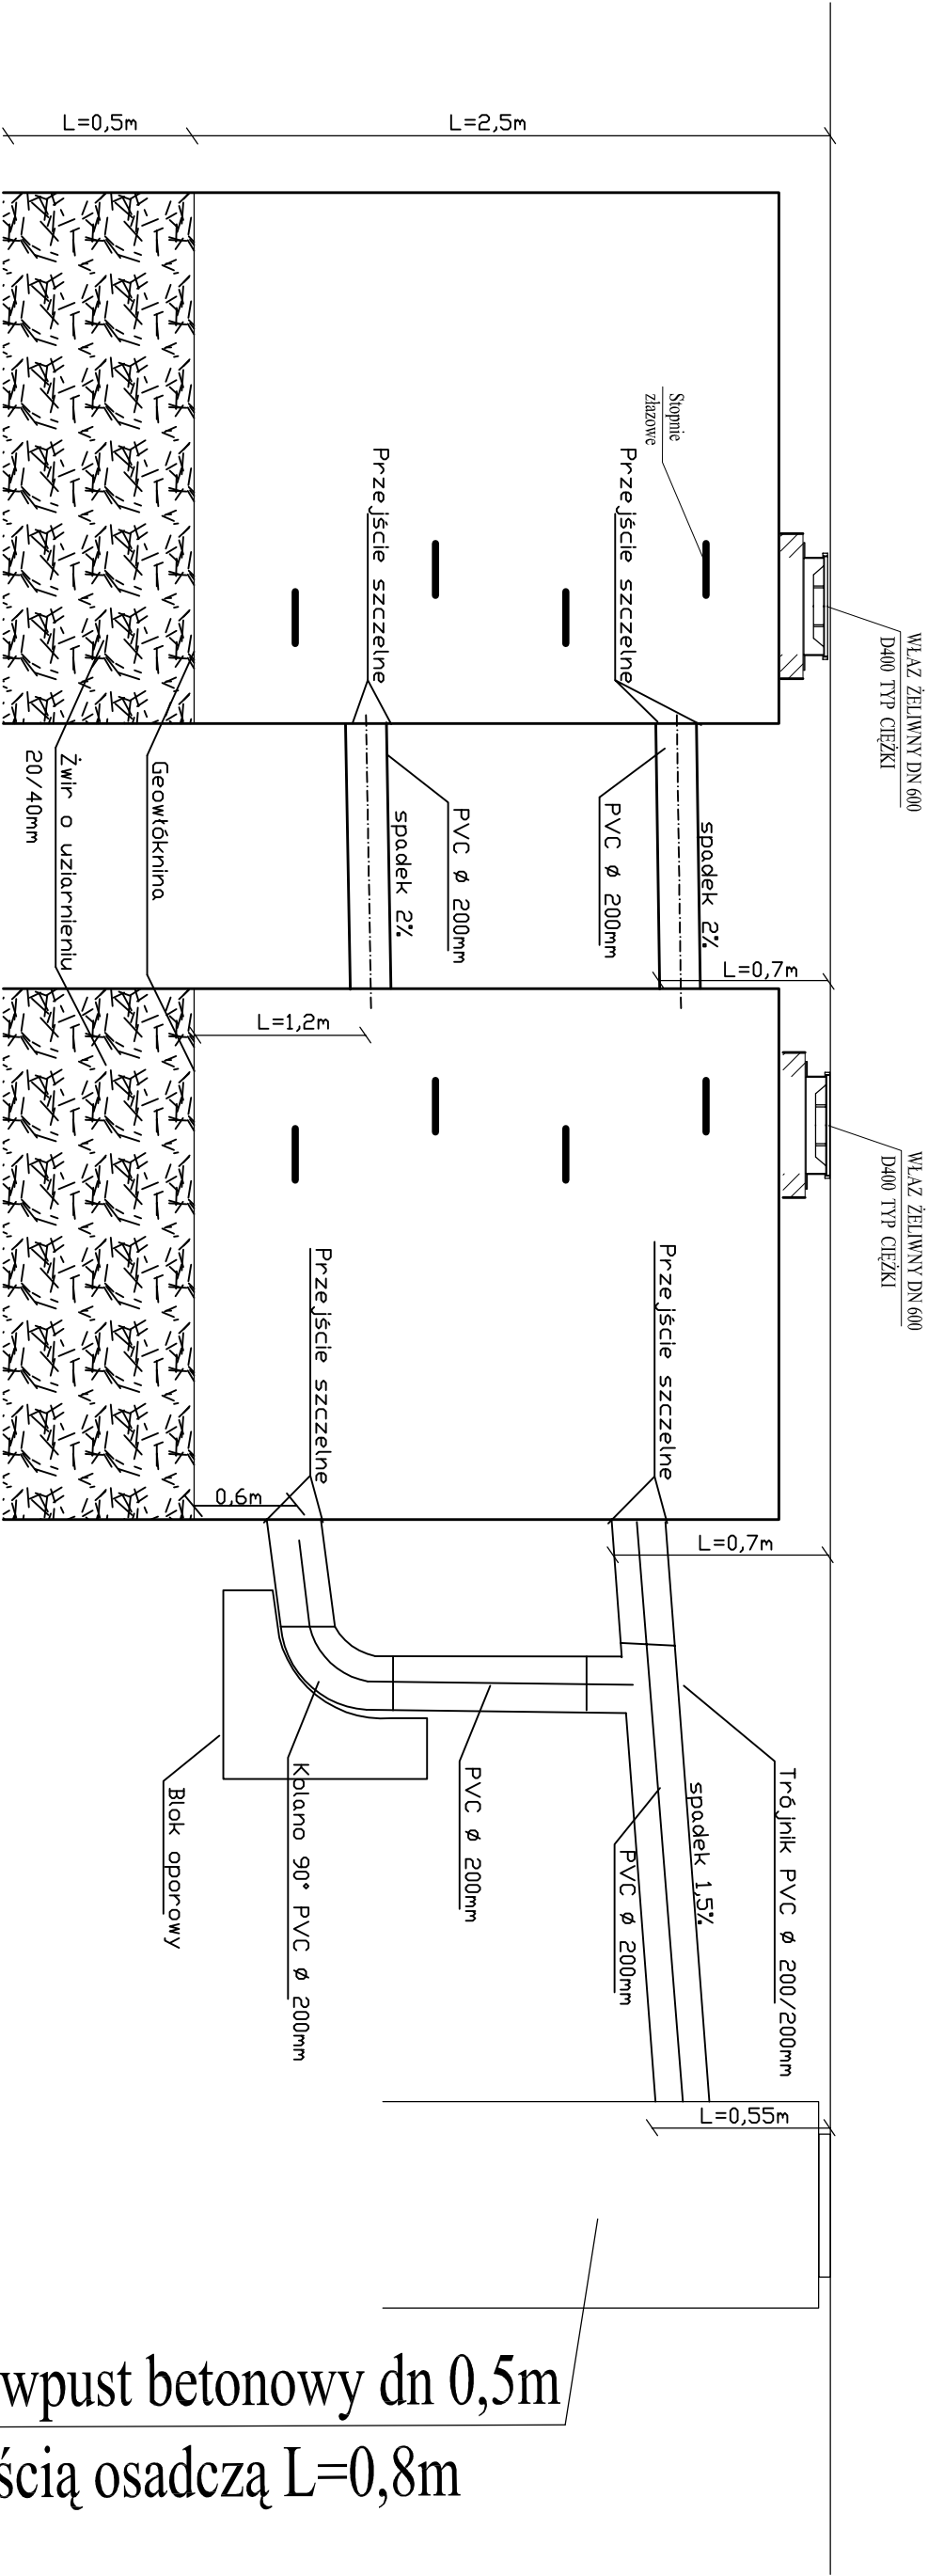 WŁAZ ŻELIWNY DN 600
D400 TYP CIĘŻKI
WŁAZ ŻELIWNY DN 600
D400 TYP CIĘŻKI
L=0,5m
L=2,5m
Stopnie
złazowe
Przejście szczelne
Przejście szczelne
spadek 2%
PVC ø 200mm
PVC ø 200mm
spadek 2%
L=0,7m
L=1,2m
Geowłóknina
Żwir o uziarnieniu
20/40mm
Przejście szczelne
Przejście szczelne
0,6m
L=0,7m
Trójnik PVC ø 200/200mm
spadek 1,5%
PVC ø 200mm
PVC ø 200mm
Kolano 90° PVC ø 200mm
Blok oporowy
L=0,55m
wpust betonowy dn 0,5m
ścią osadczą L=0,8m